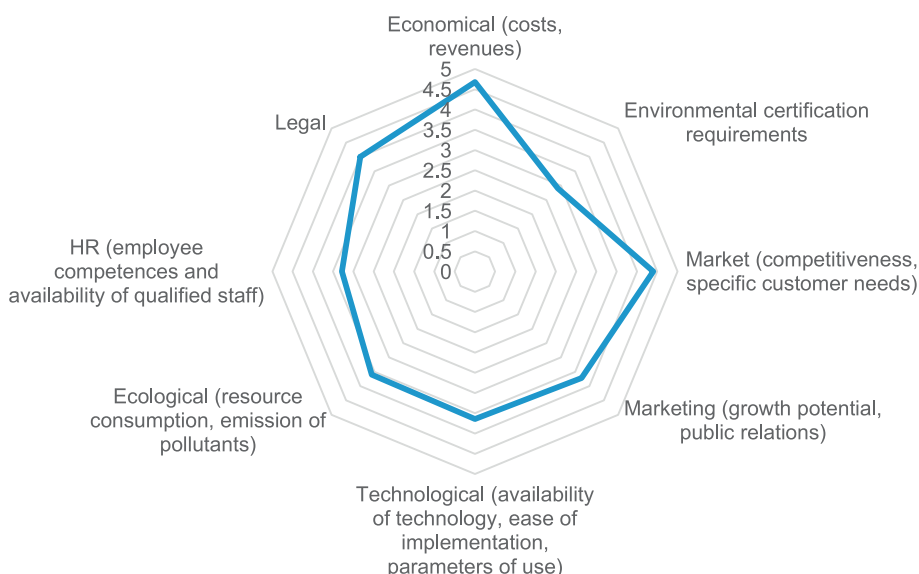 Economical (costs,
revenues)
5
4.5
4
3.5
3
2.5
2
1.5
1
0.5
0
Environmental certification
requirements
Market (competitiveness,
specific customer needs)
Marketing (growth potential,
public relations)
Technological (availability
of technology, ease of
implementation,
parameters of use)
Ecological (resource
consumption, emission of
pollutants)
HR (employee
competences and
availability of qualified staff)
Legal